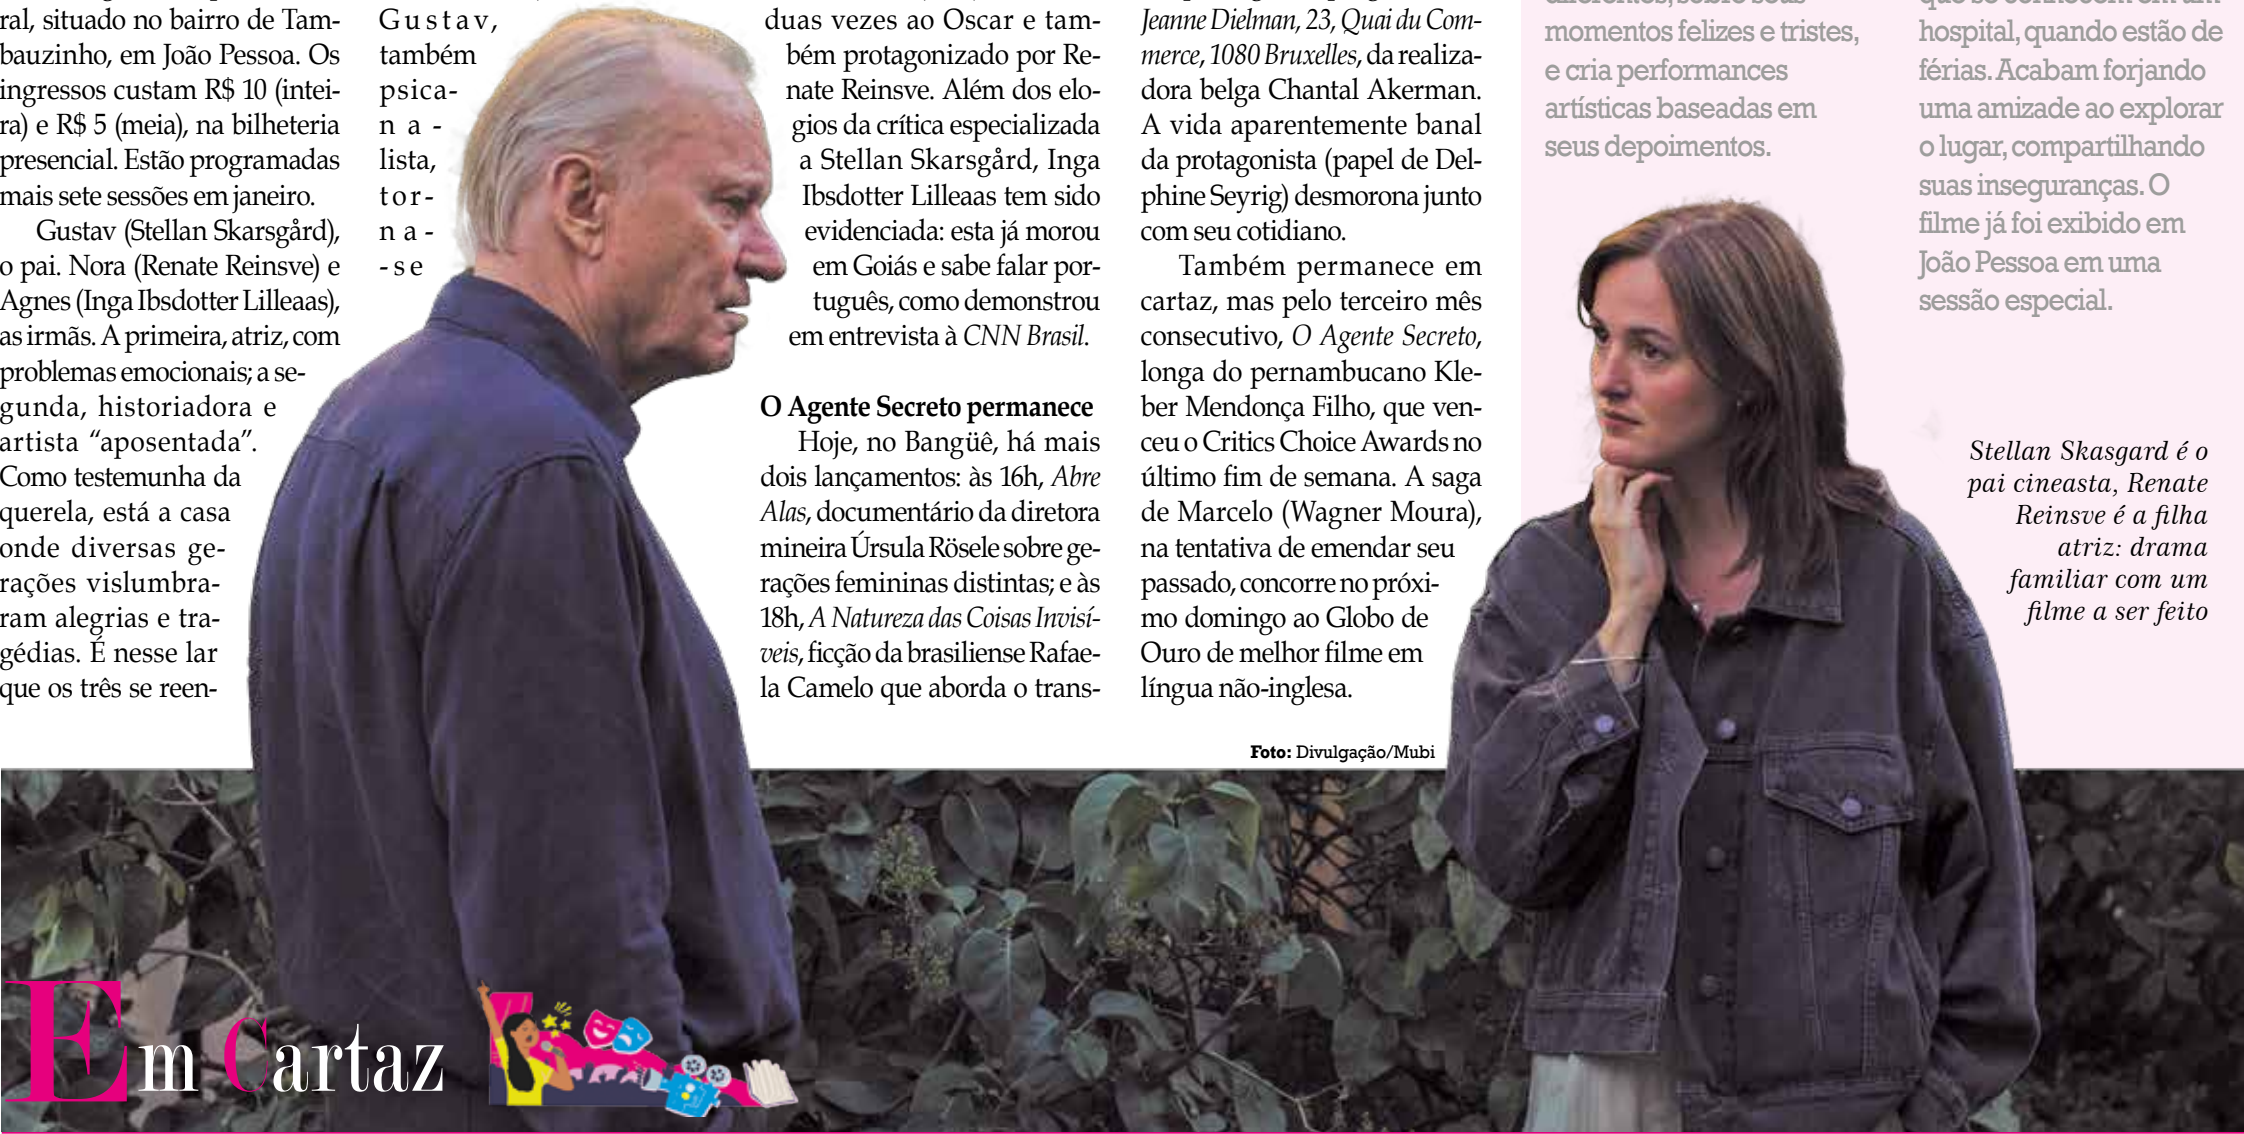 ral, situado no bairro de Tam-
bauzinho, em João Pessoa. Os
ingressos custam R$ 10 (intei-
ra) e R$ 5 (meia), na bilheteria
presencial. Estão programadas
mais sete sessões em janeiro.
Gustav (Stellan Skarsgård),
o pai. Nora (Renate Reinsve) e
Agnes (Inga Ibsdotter Lilleaas),
as irmãs. A primeira, atriz, com
problemas emocionais; a se-
gunda, historiadora e
artista “aposentada”.
Como testemunha da
querela, está a casa
onde diversas ge-
rações vislumbra-
ram alegrias e tra-
gédias. É nesse lar
que os três se reen-
Gustav,
também
psica-
na-
lista,
tor-
na-
-se
duas vezes ao Oscar e tam-
bém protagonizado por Re-
nate Reinsve. Além dos elo-
gios da crítica especializada
a Stellan Skarsgård, Inga
Ibsdotter Lilleaas tem sido
evidenciada: esta já morou
em Goiás e sabe falar por-
tuguês, como demonstrou
em entrevista à CNN Brasil.
O Agente Secreto permanece
Hoje, no Bangüê, há mais
dois lançamentos: às 16h, Abre
Alas, documentário da diretora
mineira Úrsula Rösele sobre ge-
rações femininas distintas; e às
18h, A Natureza das Coisas Invisí-
veis, ficção da brasiliense Rafae-
la Camelo que aborda o trans-
Jeanne Dielman, 23, Quai du Com-
merce, 1080 Bruxelles, da realiza-
dora belga Chantal Akerman.
A vida aparentemente banal
da protagonista (papel de Del-
phine Seyrig) desmorona junto
com seu cotidiano.
Também permanece em
cartaz, mas pelo terceiro mês
consecutivo, O Agente Secreto,
longa do pernambucano Kle-
ber Mendonça Filho, que ven-
ceu o Critics Choice Awards no
último fim de semana. A saga
de Marcelo (Wagner Moura),
na tentativa de emendar seu
passado, concorre no próxi-
mo domingo ao Globo de
Ouro de melhor filme em
língua não-inglesa.
Foto: Divulgação/Mubi
diferentes, sobre seus
momentos felizes e tristes,
e cria performances
artísticas baseadas em
seus depoimentos.
que se conhecem em um
hospital, quando estão de
férias. Acabam forjando
uma amizade ao explorar
o lugar, compartilhando
suas inseguranças. O
filme já foi exibido em
João Pessoa em uma
sessão especial.
Stellan Skasgard é o
pai cineasta, Renate
Reinsve é a filha
atriz: drama
familiar com um
filme a ser feito
Em Cartaz